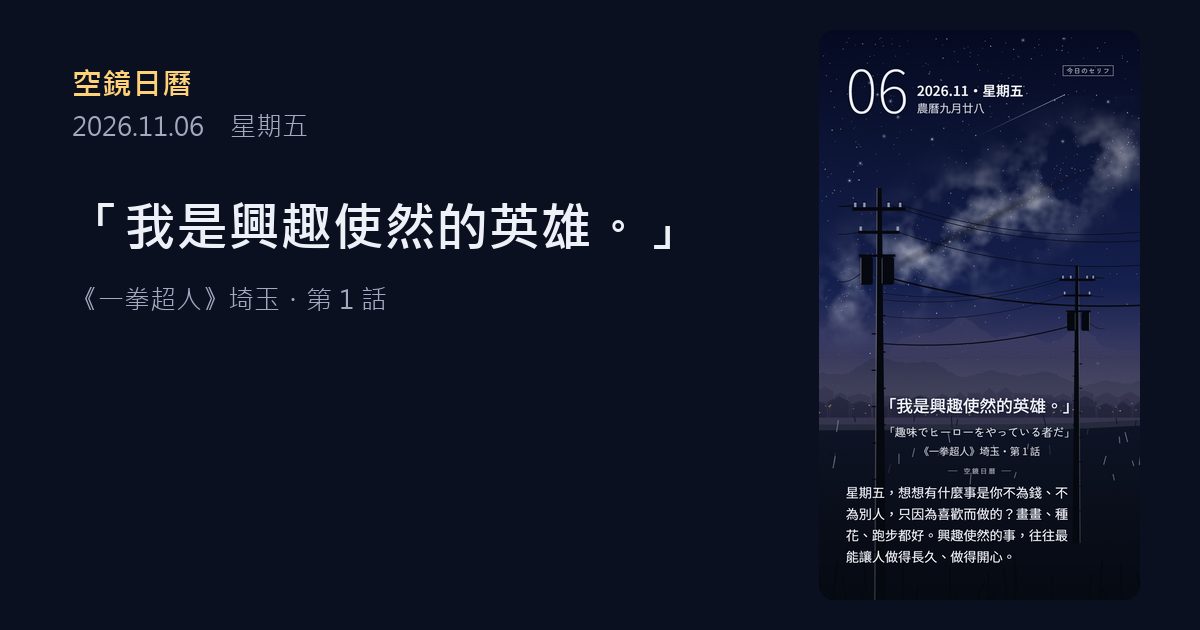 空鏡日曆
2026.11.06 星期五
「我是興趣使然的英雄。」
《一拳超人》埼玉・第 1 話
今日のセリフ
06
2026.11・星期五
農曆九月廿八
「我是興趣使然的英雄。」
「趣味でヒーローをやっている者だ」
《一拳超人》埼玉・第 1 話
— 空鏡日曆 —
星期五，想想有什麼事是你不為錢、不
為別人，只因為喜歡而做的？畫畫、種
花、跑步都好。興趣使然的事，往往最
能讓人做得長久、做得開心。